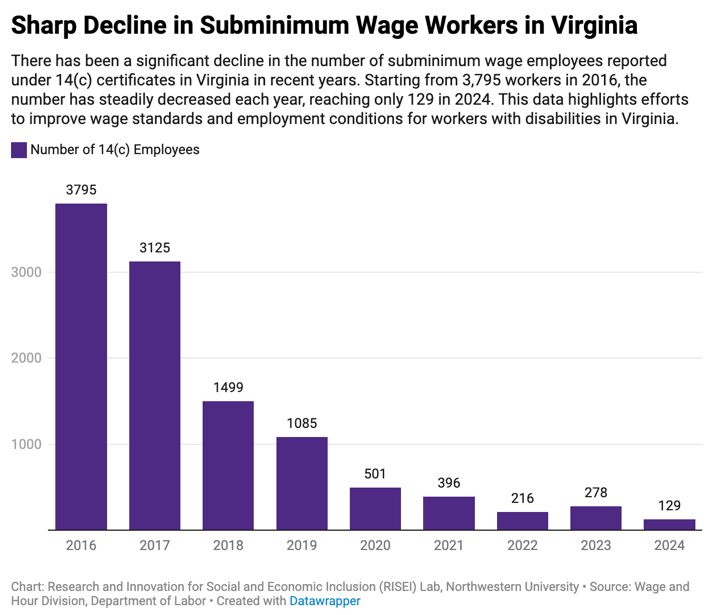 Sharp Decline in Subminimum Wage Workers in Virginia
There has been a significant decline in the number of subminimum wage employees reported
under 14(c) certificates in Virginia in recent years. Starting from 3,795 workers in 2016, the
number has steadily decreased each year, reaching only 129 in 2024. This data highlights efforts
to improve wage standards and employment conditions for workers with disabilities in Virginia.
Number of 14(c) Employees
3795
3125
3000
2000
1499
1085
1000
501
396
216
278
129
2016 2017 2018 2019 2020 2021 2022 2023 2024
Chart: Research and Innovation for Social and Economic Inclusion (RISEI) Lab, Northwestern University • Source: Wage and
Hour Division, Department of Labor • Created with Datawrapper